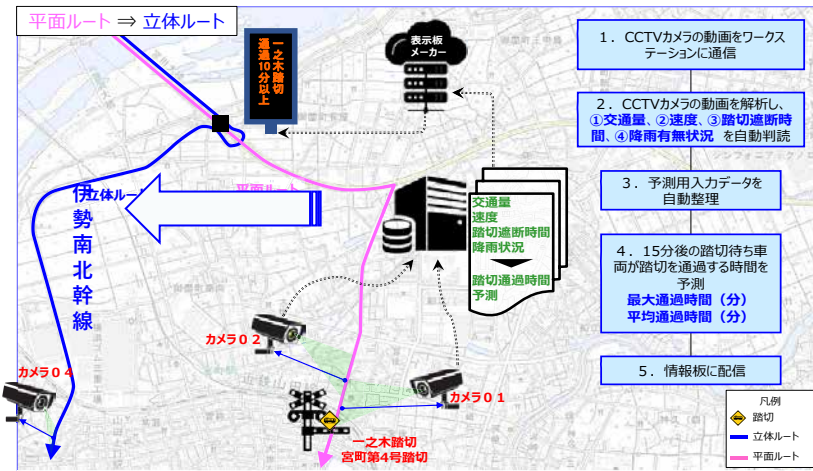 平面ルート ⇒ 立体ルート
一之木踏切
通過10分以上
表示板
メーカー
1．CCTVカメラの動画をワークス
テーションに通信
2．CCTVカメラの動画を解析し、
①交通量、②速度、③踏切遮断時
間、④降雨有無状況 を自動判読
3．予測用入力データを
自動整理
4．15分後の踏切待ち車
両が踏切を通過する時間を
予測
最大通過時間（分）
平均通過時間（分）
5．情報板に配信
平面ルート
立体ルート
伊勢南北幹線
交通量
速度
踏切遮断時間
降雨状況
踏切通過時間
予測
カメラ０２
カメラ０４
カメラ０１
一之木踏切
宮町第4号踏切
凡例
踏切
立体ルート
平面ルート